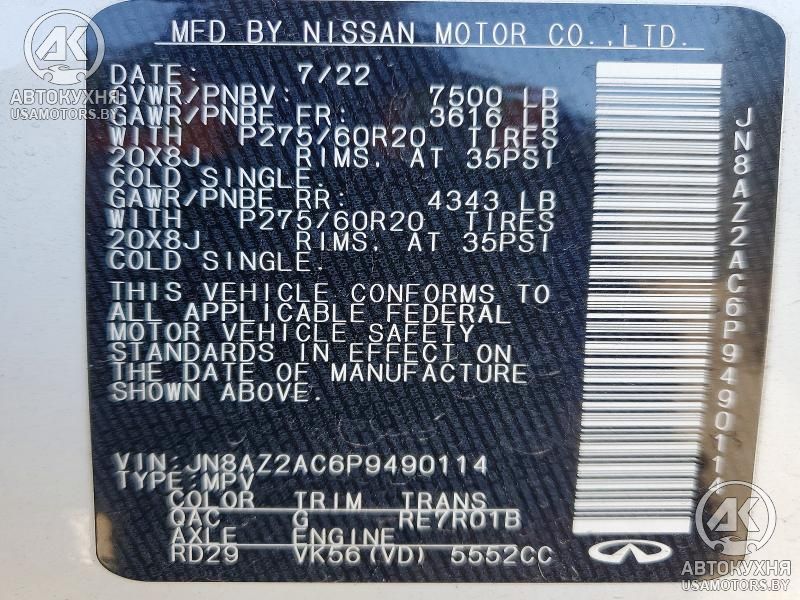 MFD BY NISSAN MOTOR CO.,LTD.
DATE: 7/22
GVWR/PNBV: 7500 LB
GAWR/PNBE FR: 3616 LB
WITH P275/60R20 TIRES
20X8J RIMS, AT 35PSI
COLD SINGLE.
GAWR/PNBE RR: 4343 LB
WITH P275/60R20 TIRES
20X8J RIMS, AT 35PSI
COLD SINGLE.
THIS VEHICLE CONFORMS TO
ALL APPLICABLE FEDERAL
MOTOR VEHICLE SAFETY
STANDARDS IN EFFECT ON
THE DATE OF MANUFACTURE
SHOWN ABOVE.
VIN:JN8AZ2AC6P9490114
TYPE:MPV
COLOR TRIM TRANS
QAC G RE7R01B
AXLE ENGINE
RD29 VK56(VD) 5552CC
JN8AZ2AC6P9490114
АК
АВТОКУХНЯ
USAMOTORS.BY
АК
АВТОКУХНЯ
USAMOTORS.BY